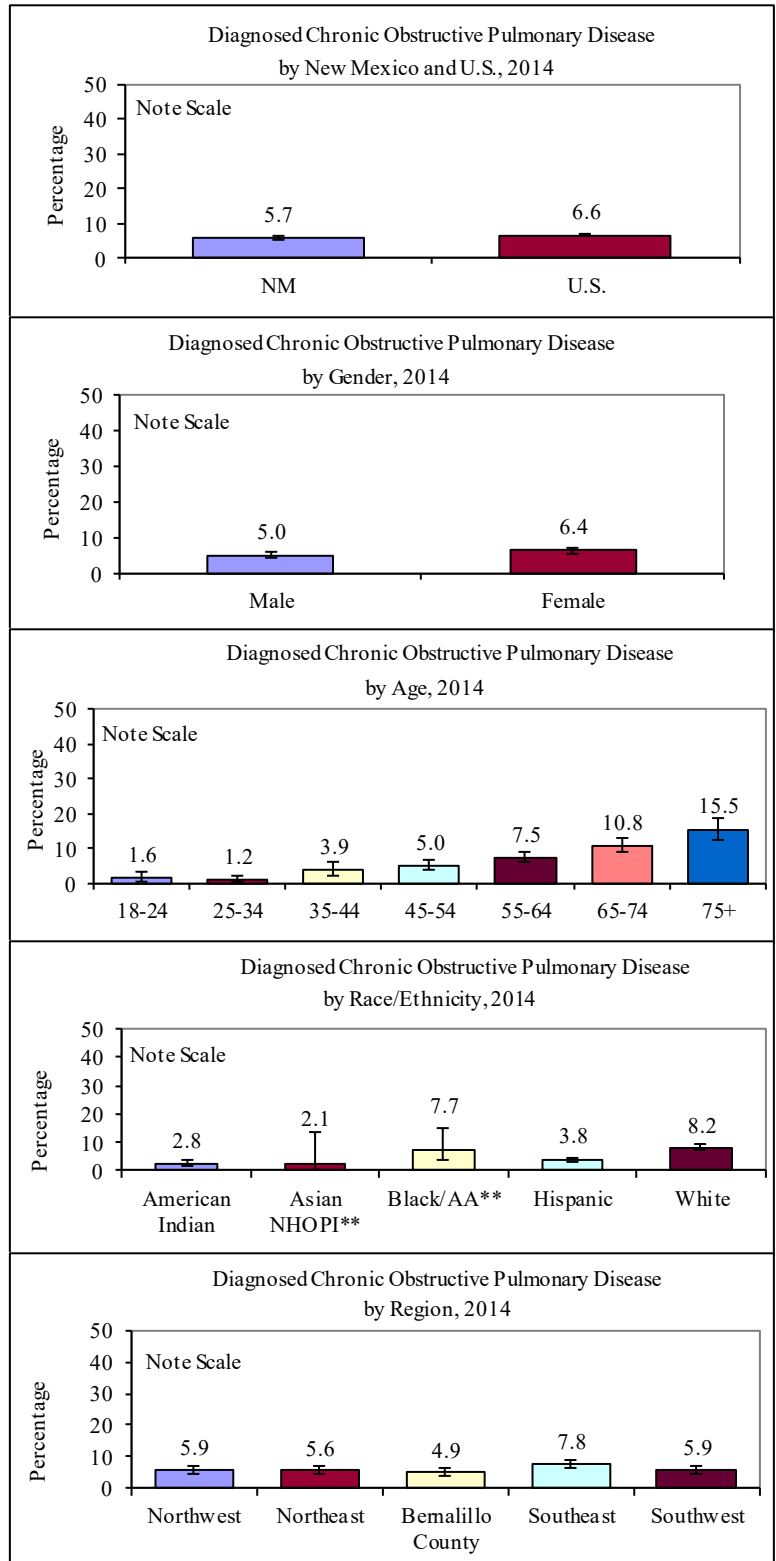 Diagnosed Chronic Obstructive Pulmonary Disease
by New Mexico and U.S., 2014
Note Scale
Percentage
50
40
30
20
10
0
5.7
6.6
NM
U.S.
Diagnosed Chronic Obstructive Pulmonary Disease
by Gender, 2014
Note Scale
Percentage
50
40
30
20
10
0
5.0
6.4
Male
Female
Diagnosed Chronic Obstructive Pulmonary Disease
by Age, 2014
Note Scale
Percentage
50
40
30
20
10
0
1.6
1.2
3.9
5.0
7.5
10.8
15.5
18-24
25-34
35-44
45-54
55-64
65-74
75+
Diagnosed Chronic Obstructive Pulmonary Disease
by Race/Ethnicity, 2014
Note Scale
Percentage
50
40
30
20
10
0
2.8
2.1
7.7
3.8
8.2
American
Indian
Asian
NHOPI**
Black/AA**
Hispanic
White
Diagnosed Chronic Obstructive Pulmonary Disease
by Region, 2014
Note Scale
Percentage
50
40
30
20
10
0
5.9
5.6
4.9
7.8
5.9
Northwest
Northeast
Bernalillo
County
Southeast
Southwest